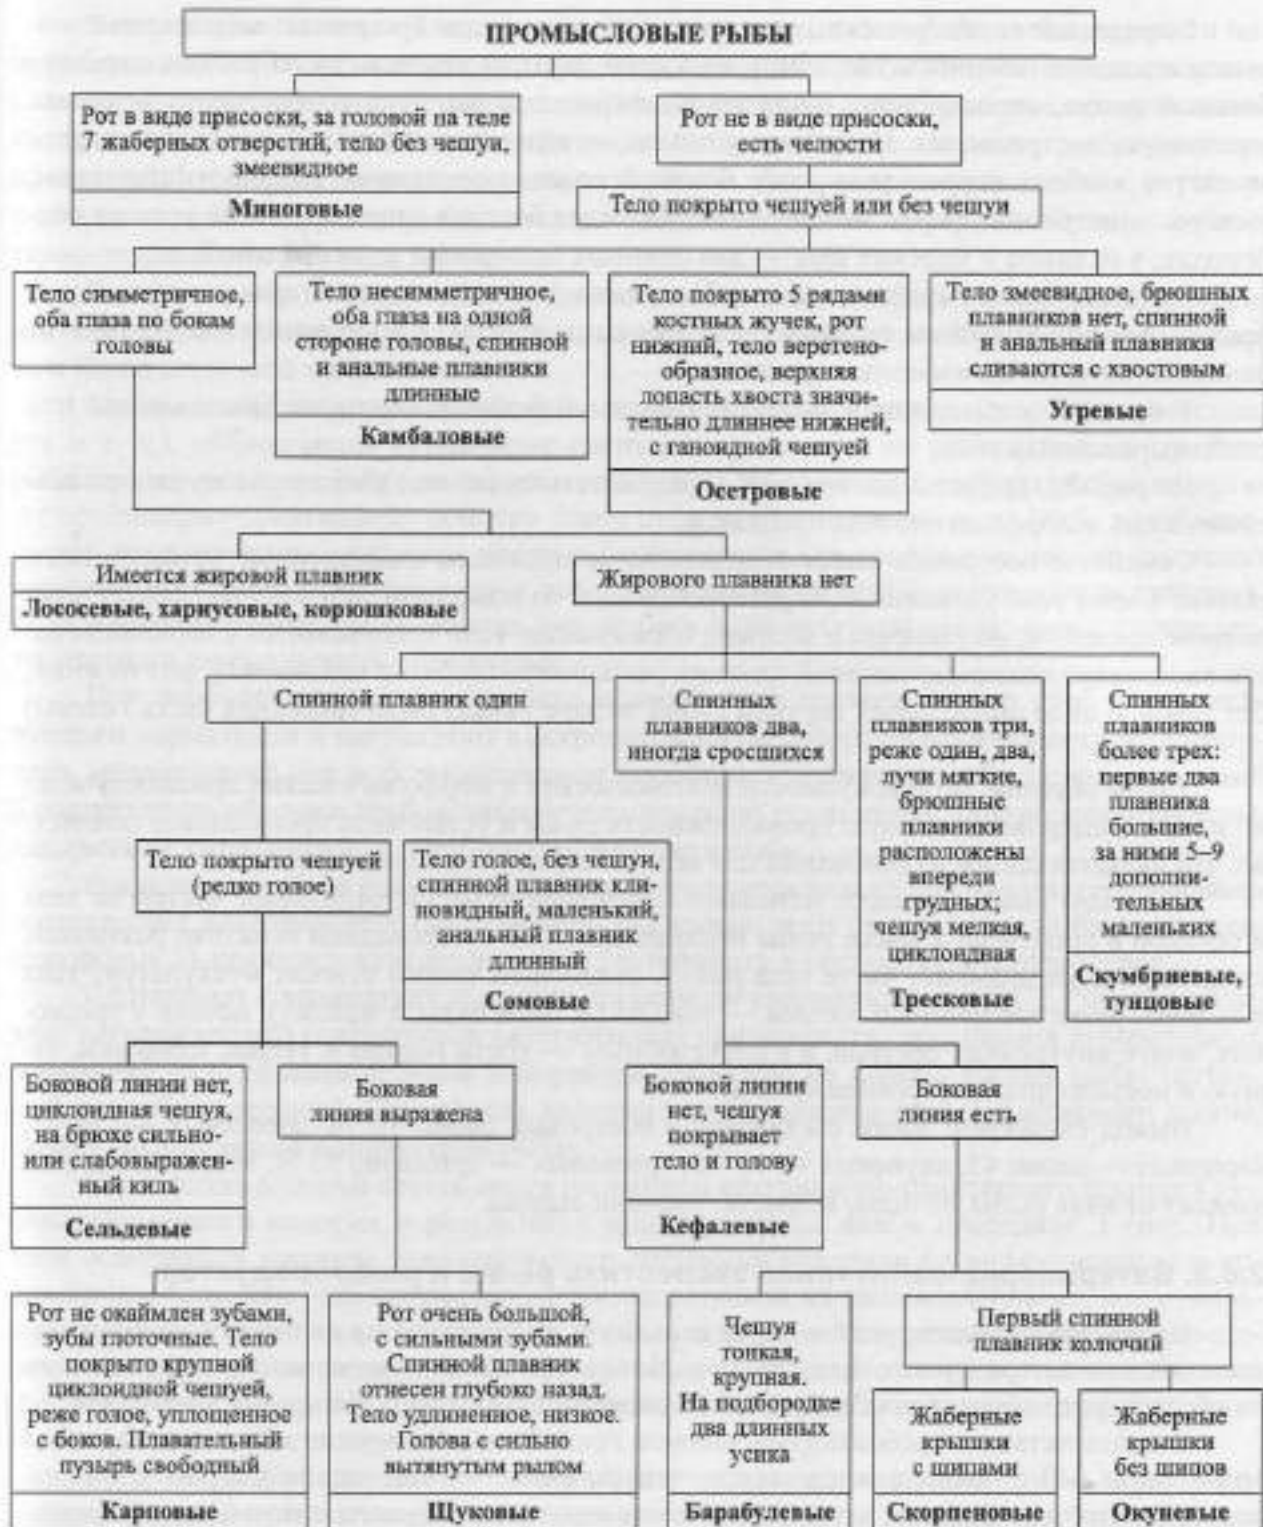 ПРОМЫСЛОВЫЕ РЫБЫ
Рот в виде присоски, за головой на теле
7 жаберных отверстий, тело без чешуи,
змеевидное
Миноговые
Рот не в виде присоски,
есть челюсти
Тело покрыто чешуей или без чешуи
Тело симметричное,
оба глаза по бокам
головы
Тело несимметричное,
оба глаза на одной
стороне головы, спинной
и анальные плавники
длинные
Камбаловые
Тело покрыто 5 рядами
костных жучек, рот
нижний, тело веретено-
образное, верхняя
лопасть хвоста значи-
тельно длиннее нижней,
с ганоидной чешуей
Осетровые
Тело змеевидное, брюшных
плавников нет, спинной
и анальный плавники
сливаются с хвостовым
Угревые
Имеется жировой плавник
Лососевые, хариусовые, корюшковые
Жирового плавника нет
Спинной плавник один
Спинных
плавников два,
иногда сросшихся
Спинных
плавников три,
реже один, два,
лучи мягкие,
брюшные
плавники
расположены
впереди
грудных;
чешуя мелкая,
циклоидная
Тресковые
Спинных
плавников
более трех:
первые два
плавника
большие,
за ними 5–9
дополни-
тельных
маленьких
Скумбриевые,
тунцовые
Тело покрыто чешуей
(редко голое)
Тело голое, без чешуи,
спинной плавник кли-
новидный, маленький,
анальный плавник
длинный
Сомовые
Боковой линии нет,
циклоидная чешуя,
на брюхе сильно-
или слабовыражен-
ный киль
Сельдевые
Боковая
линия выражена
Боковой линии
нет, чешуя
покрывает
тело и голову
Кефалевые
Боковая
линия есть
Рот не окаймлен зубами,
зубы глоточные. Тело
покрыто крупной
циклоидной чешуей,
реже голое, уплощенное
с боков. Плавательный
пузырь свободный
Карповые
Рот очень большой,
с сильными зубами.
Спинной плавник
отнесен глубоко назад.
Тело удлиненное, низкое.
Голова с сильно
вытянутым рылом
Щуковые
Чешуя
тонкая,
крупная.
На подбородке
два длинных
усика
Барабулевые
Первый спинной
плавник колючий
Жаберные
крышки
с шипами
Скорпеновые
Жаберные
крышки
без шипов
Окуневые